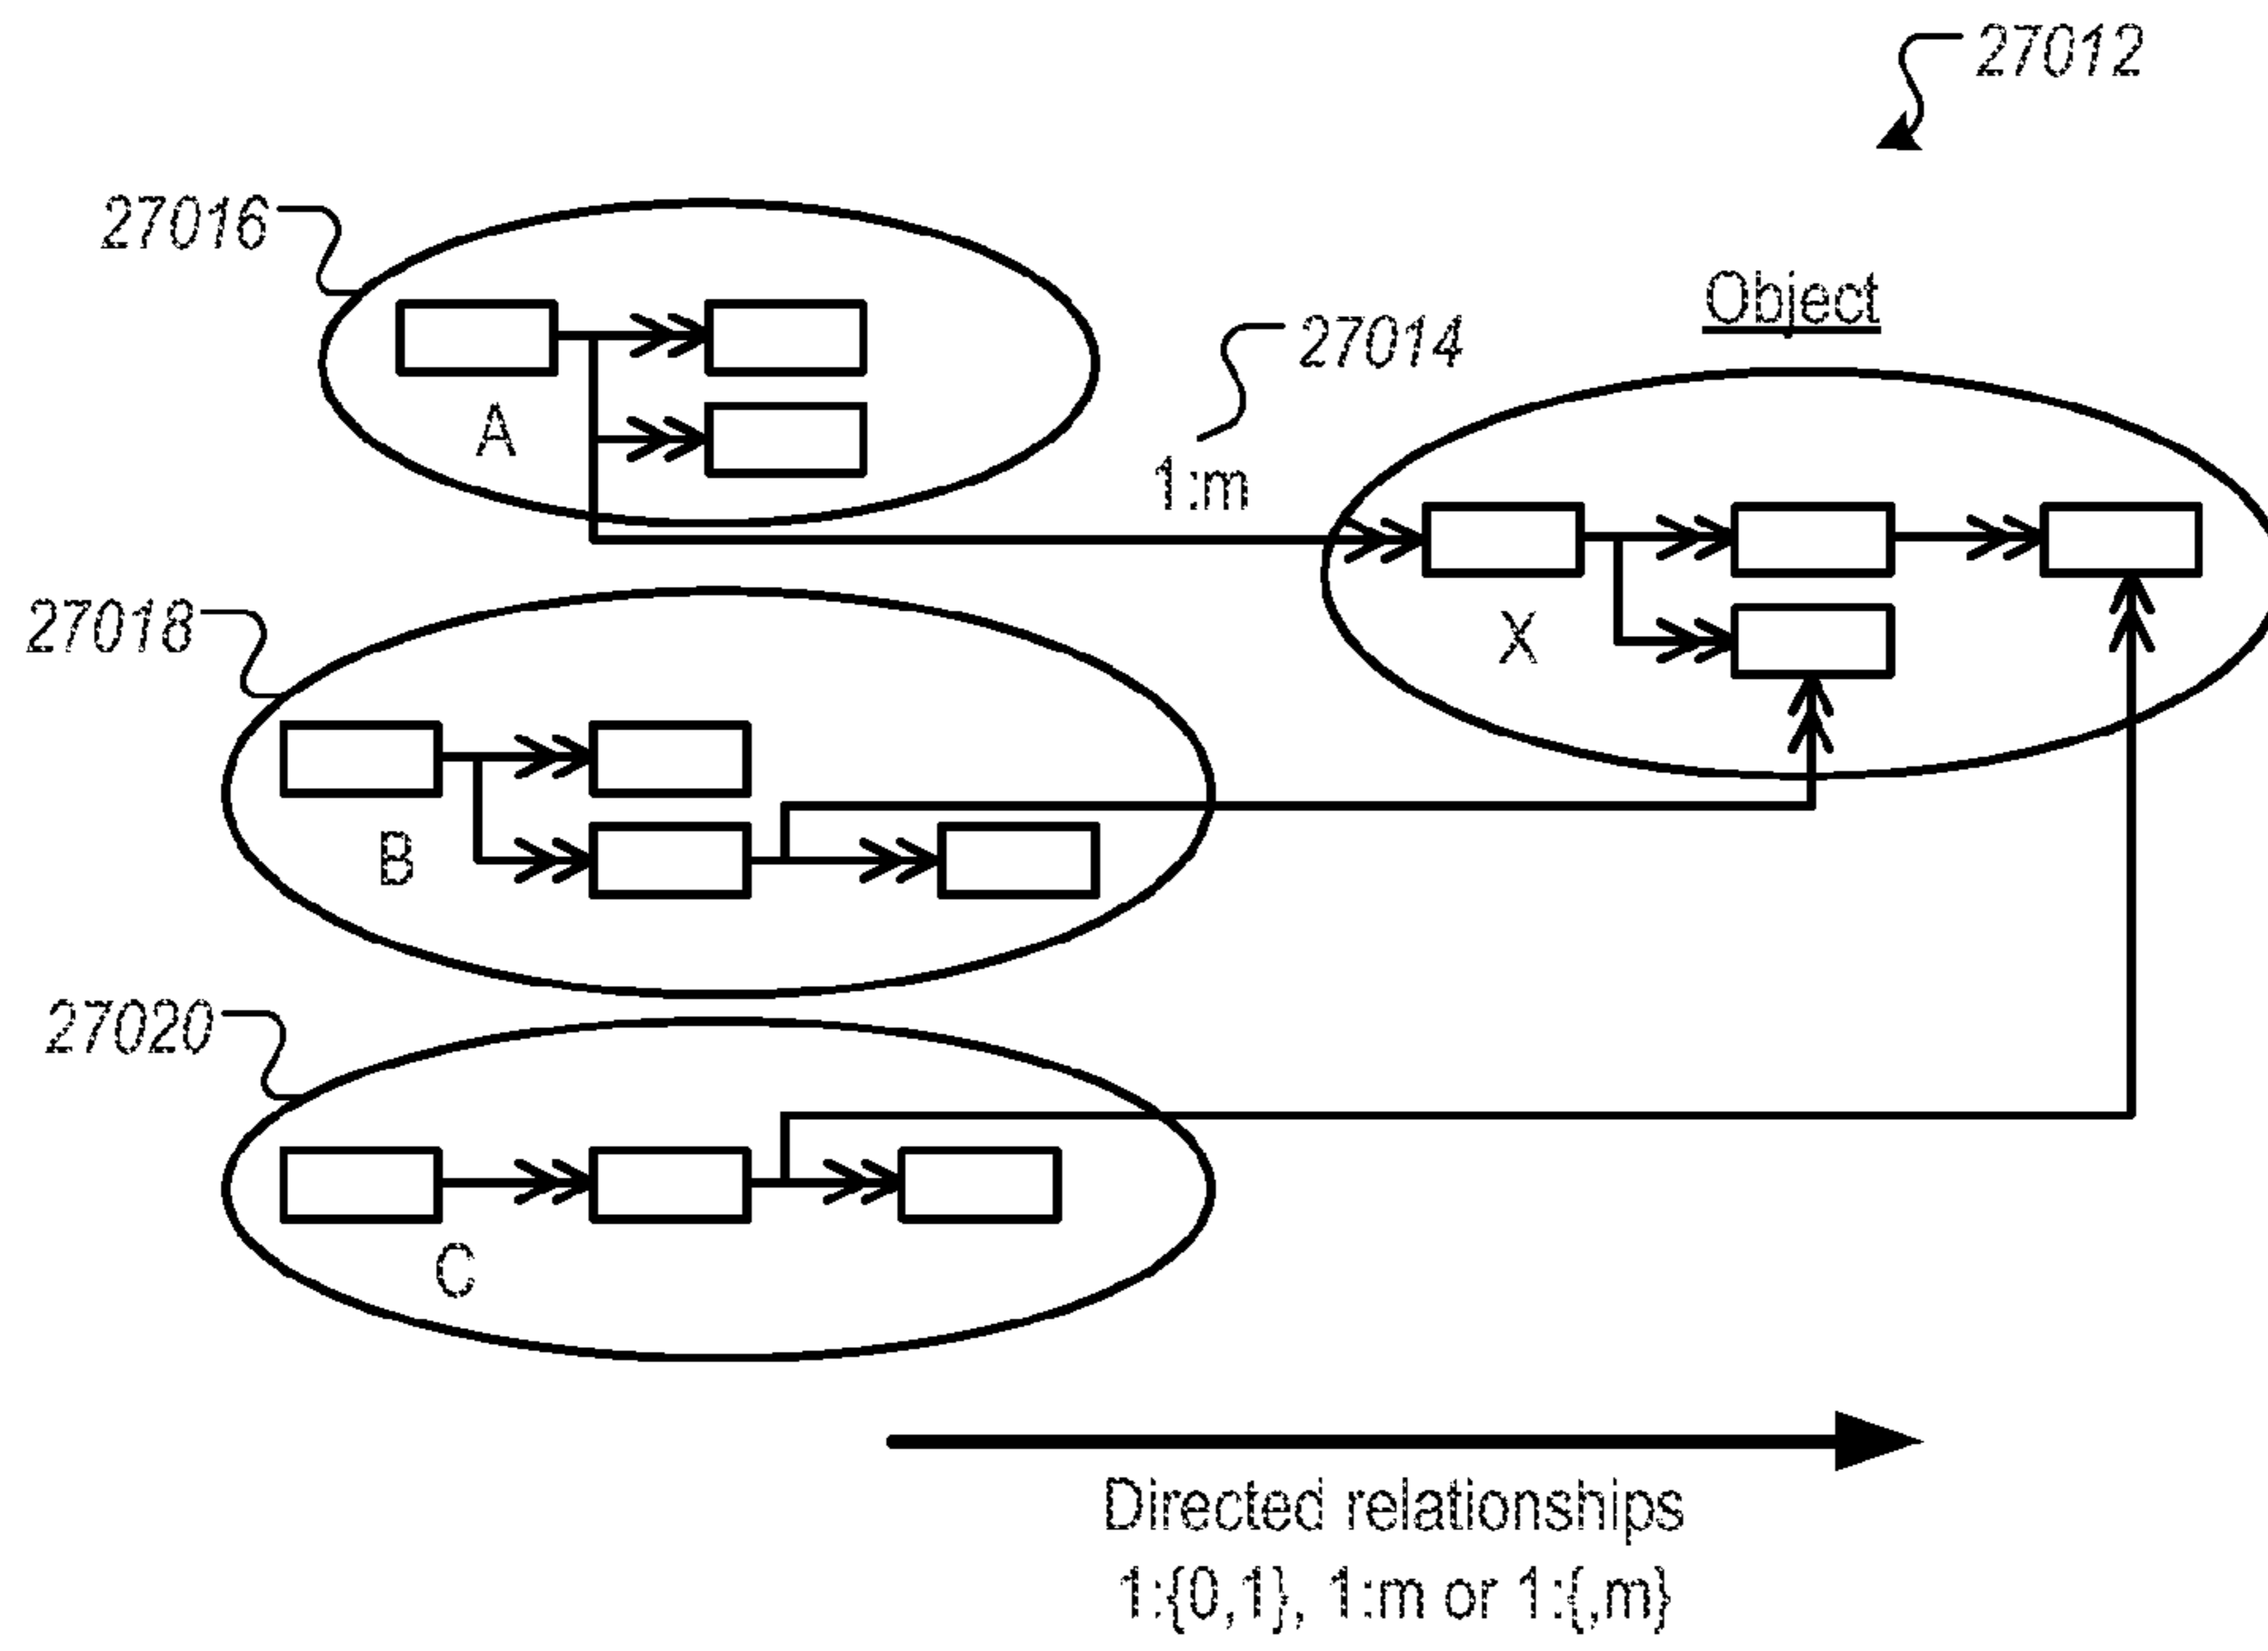 27012
27016
Object
27014
A
1:m
27018
X
B
27020
C
Directed relationships
1:{0,1}, 1:m or 1:{,m}